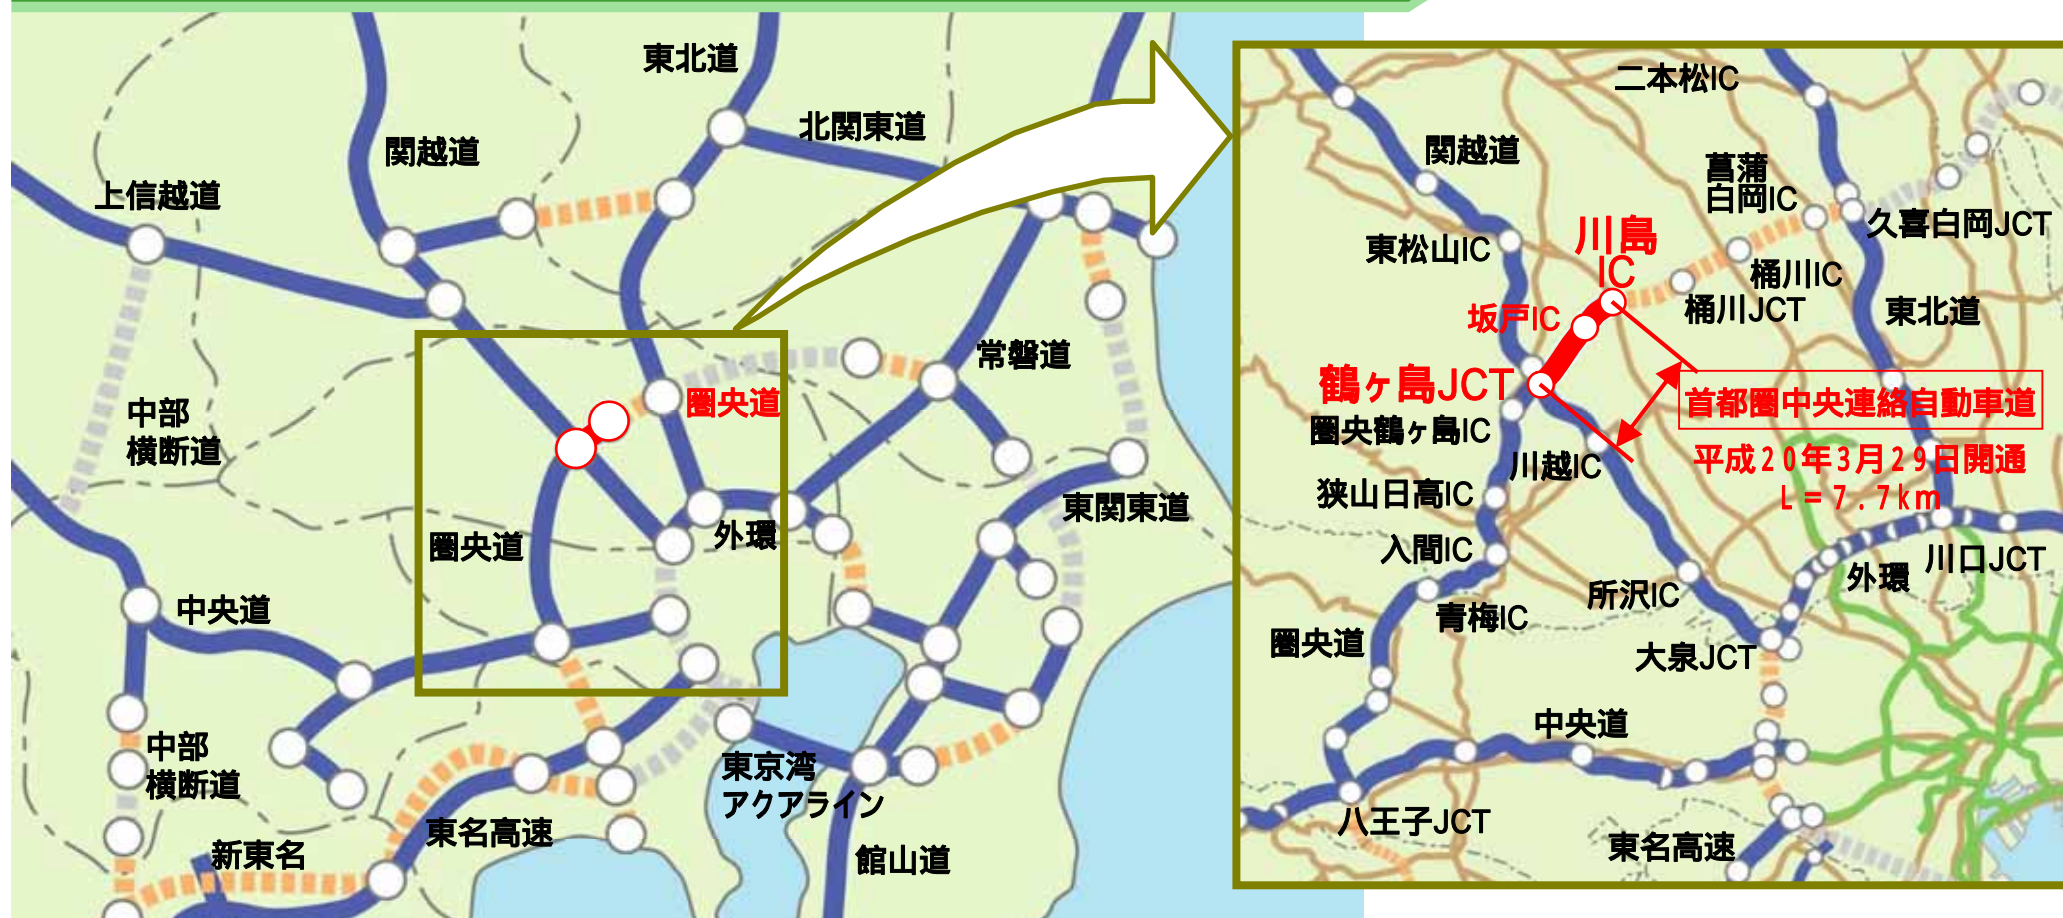 東北道
北関東道
関越道
上信越道
常磐道
圏央道
中部
横断道
東関東道
外環
圏央道
中央道
中部
横断道
東京湾
アクアライン
東名高速
新東名
館山道
二本松IC
関越道
菖蒲
白岡IC
久喜白岡JCT
川島
IC
東松山IC
桶川IC
桶川JCT
東北道
坂戸IC
鶴ヶ島JCT
首都圏中央連絡自動車道
圏央鶴ヶ島IC
平成20年3月29日開通
川越IC
L=7.7km
狭山日高IC
入間IC
川口JCT
外環
所沢IC
青梅IC
圏央道
大泉JCT
中央道
八王子JCT
東名高速